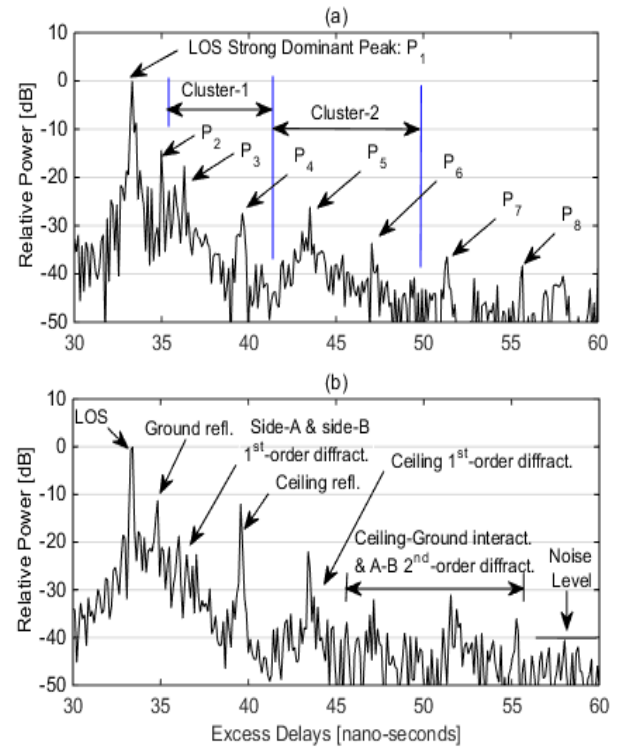 (a)
10
0
-10
-20
-30
-40
-50
Relative Power [dB]
LOS Strong Dominant Peak: P1
Cluster-1
Cluster-2
P2
P3
P4
P5
P6
P7
P8
30 35 40 45 50 55 60
(b)
10
0
-10
-20
-30
-40
-50
Relative Power [dB]
LOS
Ground refl.
Side-A & side-B
1st-order diffract.
Ceiling refl.
Ceiling 1st-order diffract.
Ceiling-Ground interact.
& A-B 2nd-order diffract.
Noise
Level
30 35 40 45 50 55 60
Excess Delays [nano-seconds]